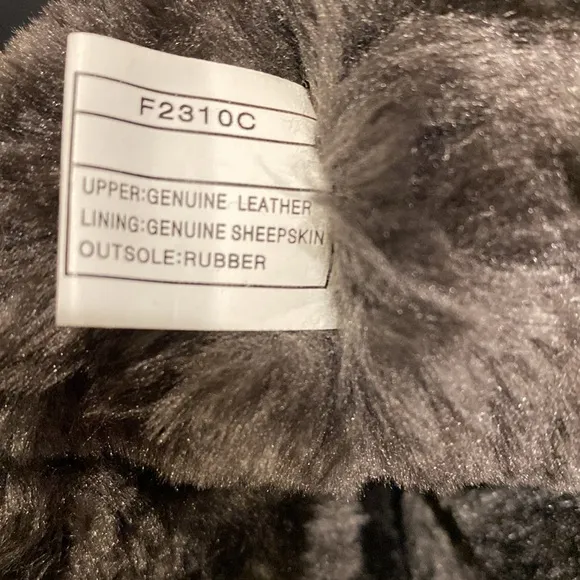 F2310C
UPPER:GENUINE LEATHER
LINING:GENUINE SHEEPSKIN
OUTSOLE:RUBBER